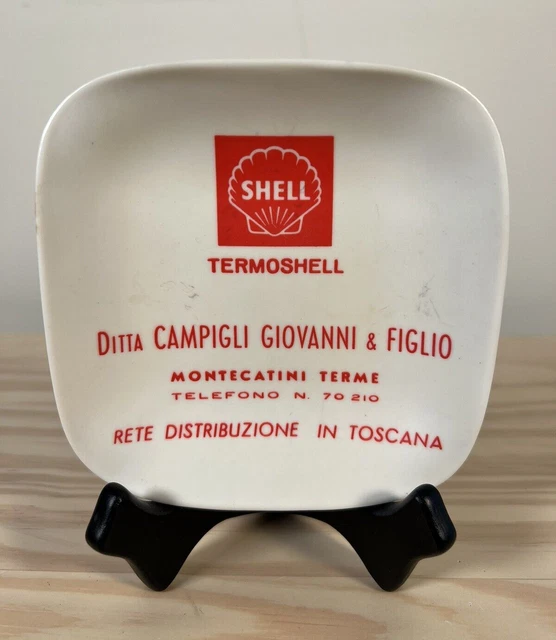 SHELL
TERMOSHELL
DITTA CAMPIGLI GIOVANNI & FIGLIO
MONTECATINI TERME
TELEFONO N. 70 210
RETE DISTRIBUZIONE IN TOSCANA